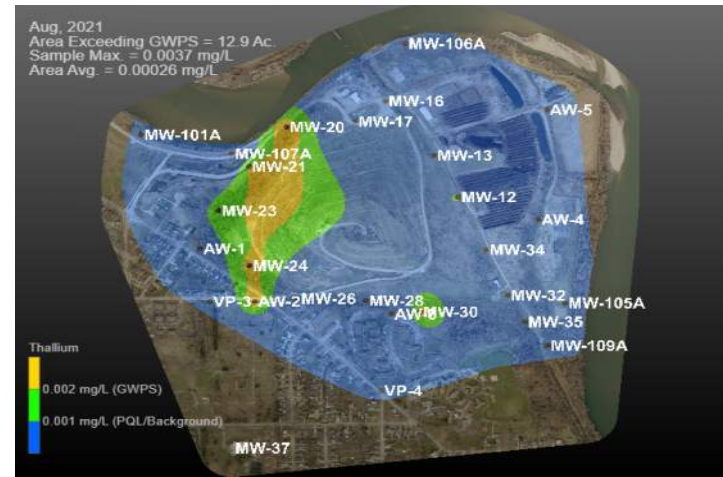 Aug, 2021
Area Exceeding GWPS = 12.9 Ac.
Sample Max. = 0.0037 mg/L
Area Avg. = 0.00026 mg/L
MW-106A
MW-16
AW-5
MW-17
MW-20
MW-101A
MW-107A
MW-13
MW-21
MW-12
MW-23
AW-4
AW-1
MW-34
MW-24
VP-3
AW-2
MW-26
MW-28
MW-32
MW-105A
MW-30
MW-35
MW-109A
Thallium
0.002 mg/L (GWPS)
0.001 mg/L (PQL/Background)
VP-4
MW-37